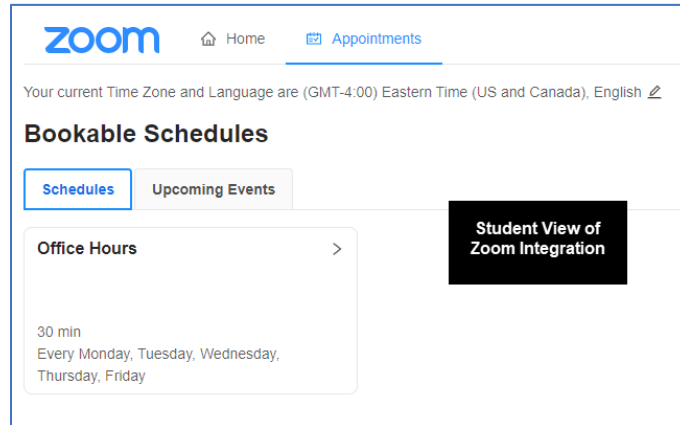 zoom Home Appointments
Your current Time Zone and Language are (GMT-4:00) Eastern Time (US and Canada), English
Bookable Schedules
Schedules Upcoming Events
Office Hours
Student View of
Zoom Integration
30 min
Every Monday, Tuesday, Wednesday,
Thursday, Friday